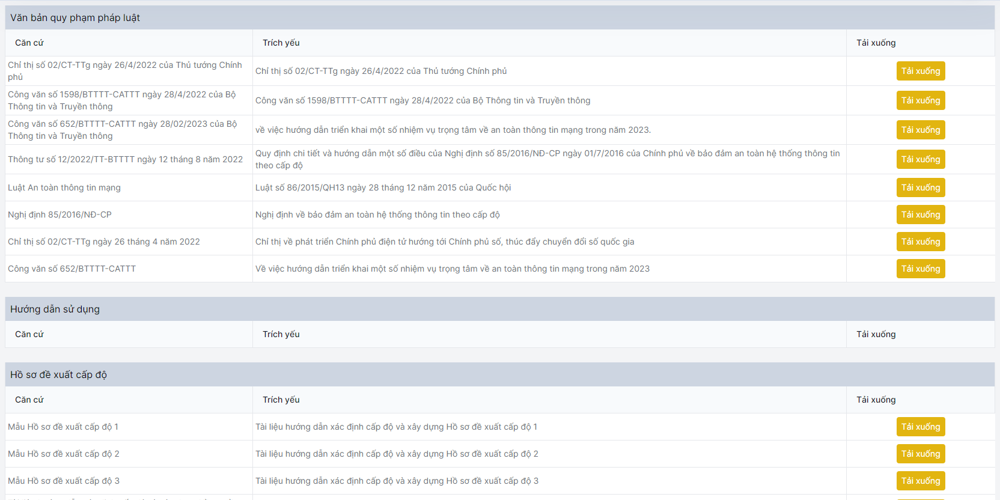 Văn bản quy phạm pháp luật
Căn cứ
Trích yếu
Tải xuống
Chỉ thị số 02/CT-TTg ngày 26/4/2022 của Thủ tướng Chính
phủ
Chỉ thị số 02/CT-TTg ngày 26/4/2022 của Thủ tướng Chính phủ
Tải xuống
Công văn số 1598/BTTTT-CATTT ngày 28/4/2022 của Bộ
Thông tin và Truyền thông
Công văn số 1598/BTTTT-CATTT ngày 28/4/2022 của Bộ Thông tin và Truyền thông
Tải xuống
Công văn số 652/BTTTT-CATTT ngày 28/02/2023 của Bộ
Thông tin và Truyền thông
về việc hướng dẫn triển khai một số nhiệm vụ trọng tâm về an toàn thông tin mạng trong năm 2023.
Tải xuống
Thông tư số 12/2022/TT-BTTTT ngày 12 tháng 8 năm 2022
Quy định chi tiết và hướng dẫn một số điều của Nghị định số 85/2016/NĐ-CP ngày 01/7/2016 của Chính phủ về bảo đảm an toàn hệ thống thông tin
theo cấp độ
Tải xuống
Luật An toàn thông tin mạng
Luật số 86/2015/QH13 ngày 28 tháng 12 năm 2015 của Quốc hội
Tải xuống
Nghị định 85/2016/NĐ-CP
Nghị định về bảo đảm an toàn hệ thống thông tin theo cấp độ
Tải xuống
Chỉ thị số 02/CT-TTg ngày 26 tháng 4 năm 2022
Chỉ thị về phát triển Chính phủ điện tử hướng tới Chính phủ số, thúc đẩy chuyển đổi số quốc gia
Tải xuống
Công văn số 652/BTTTT-CATTT
Về việc hướng dẫn triển khai một số nhiệm vụ trọng tâm về an toàn thông tin mạng trong năm 2023
Tải xuống
Hướng dẫn sử dụng
Căn cứ
Trích yếu
Tải xuống
Hồ sơ đề xuất cấp độ
Căn cứ
Trích yếu
Tải xuống
Mẫu Hồ sơ đề xuất cấp độ 1
Tài liệu hướng dẫn xác định cấp độ và xây dựng Hồ sơ đề xuất cấp độ 1
Tải xuống
Mẫu Hồ sơ đề xuất cấp độ 2
Tài liệu hướng dẫn xác định cấp độ và xây dựng Hồ sơ đề xuất cấp độ 2
Tải xuống
Mẫu Hồ sơ đề xuất cấp độ 3
Tài liệu hướng dẫn xác định cấp độ và xây dựng Hồ sơ đề xuất cấp độ 3
Tải xuống